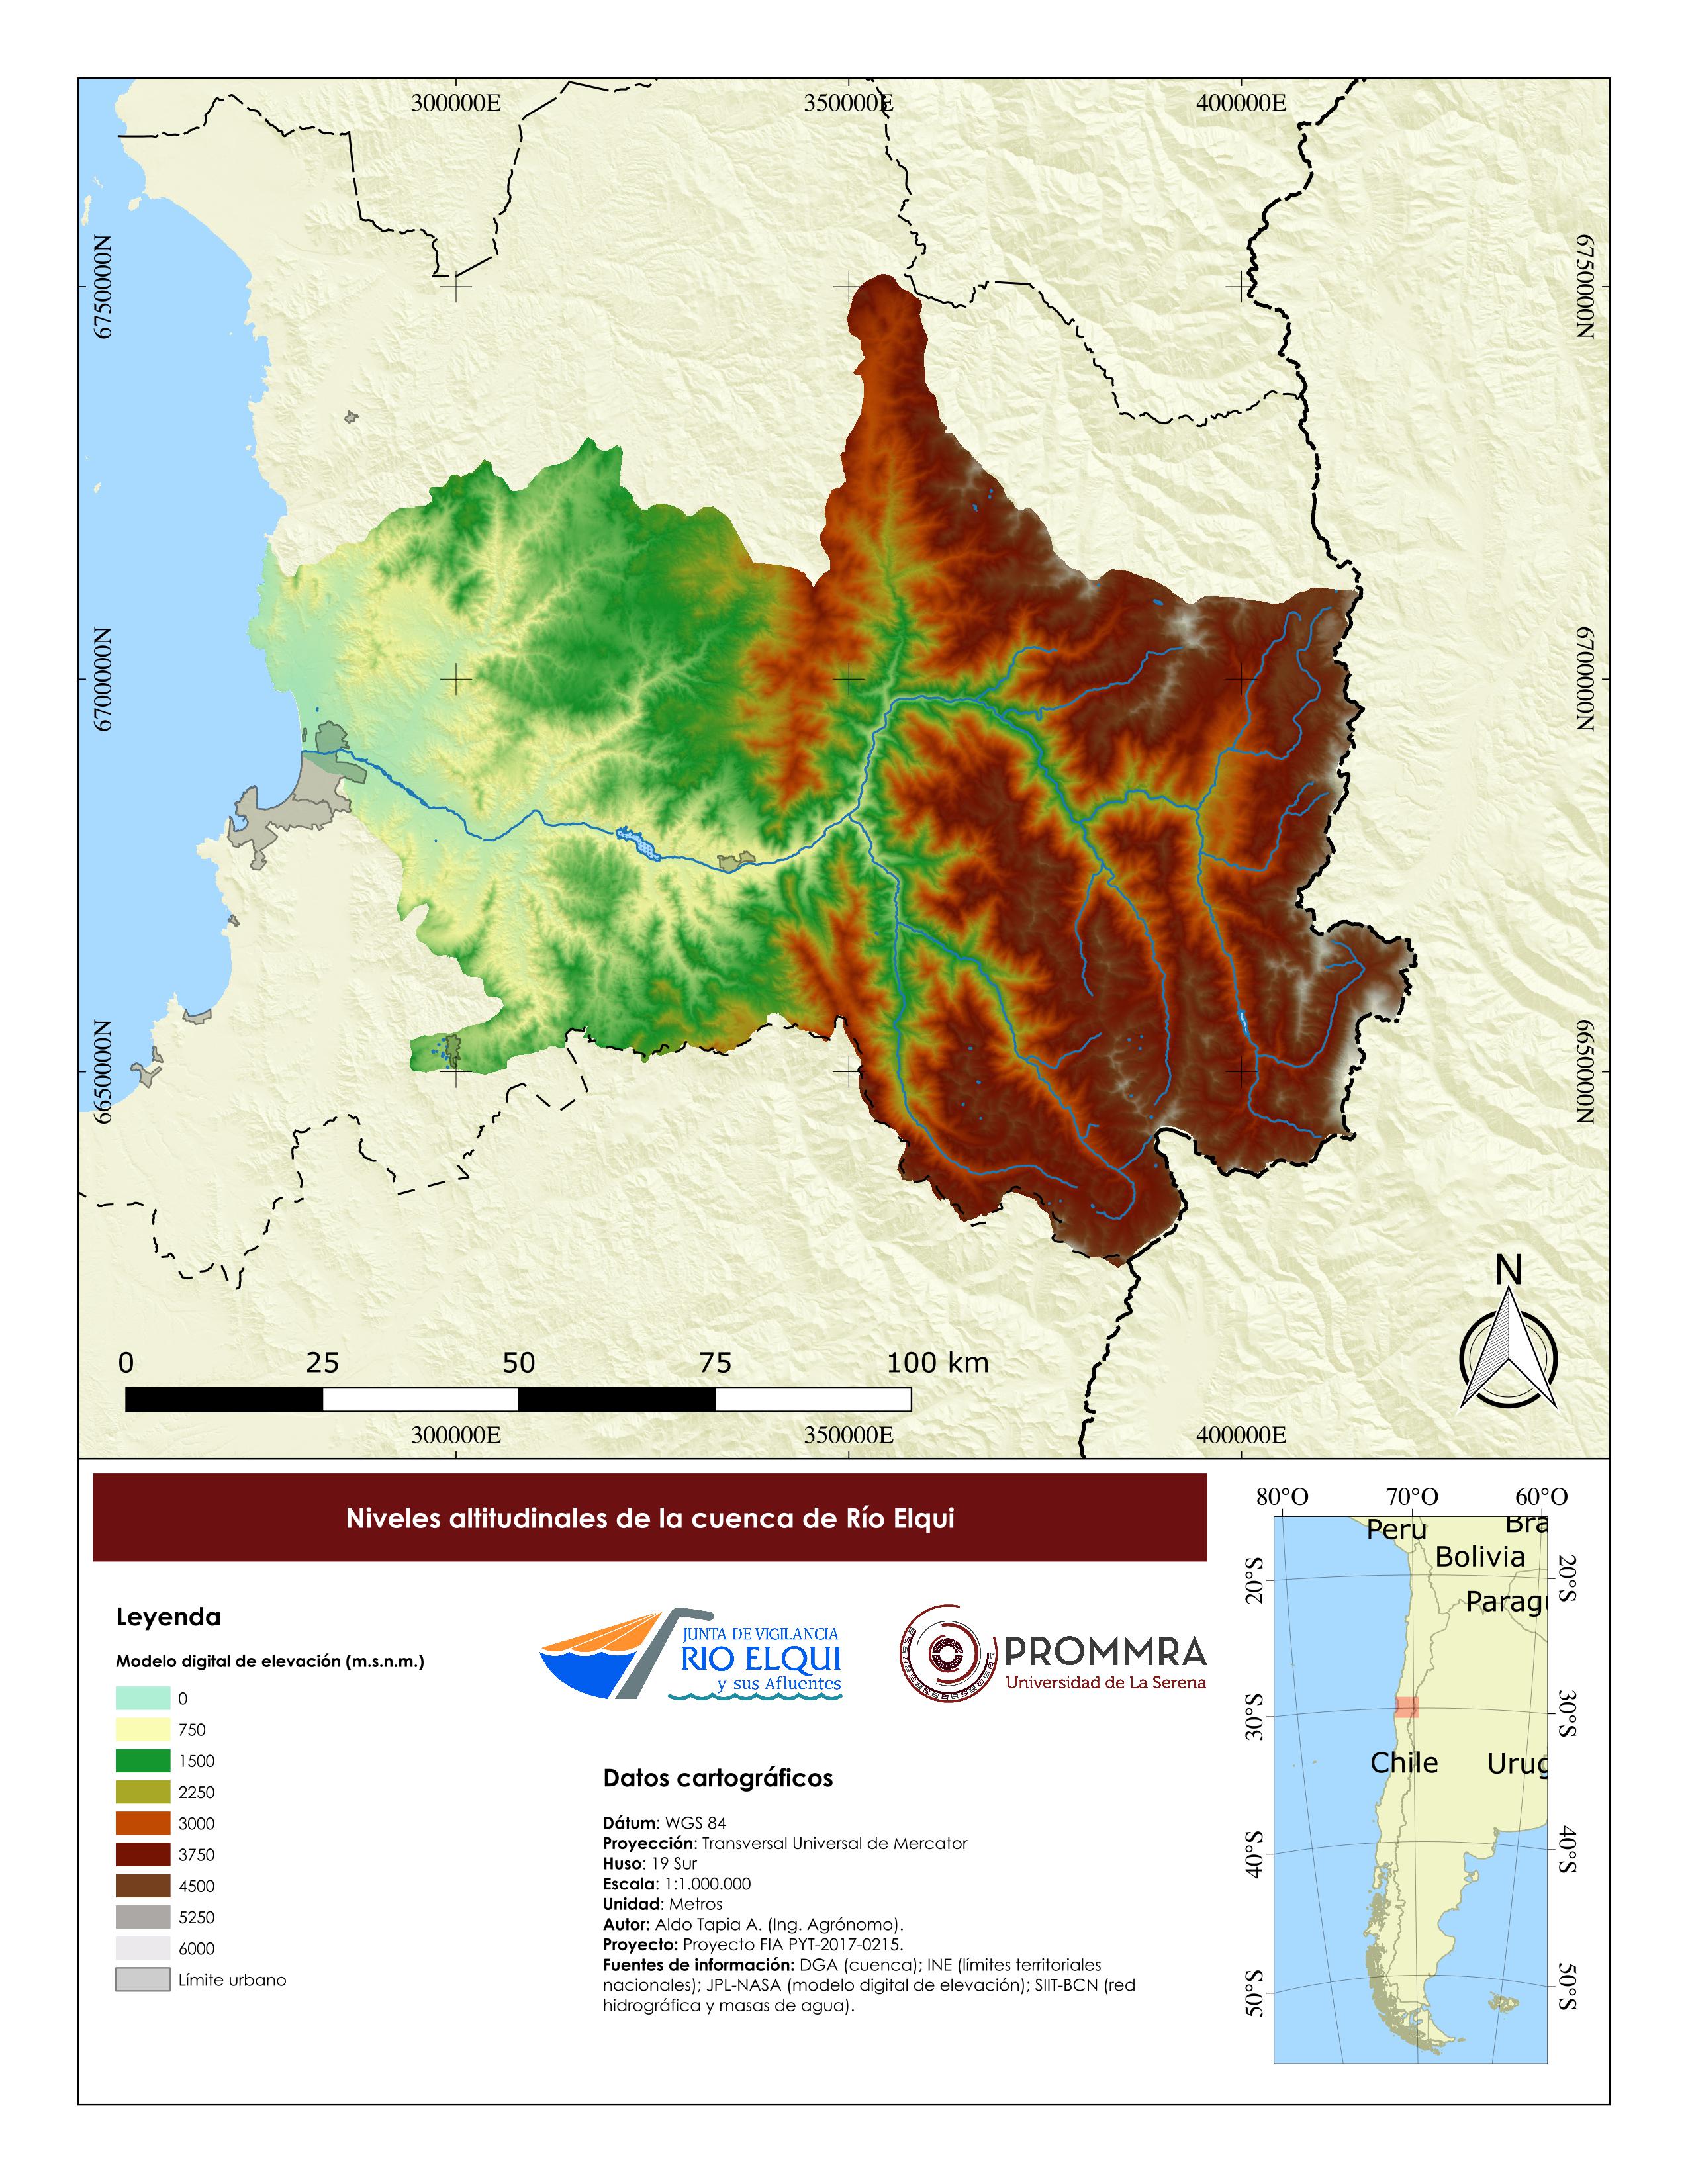 300000E 350000E 400000E
6750000N 6750000N
6700000N 6700000N
6650000N 6650000N
N
0 25 50 75 100 km
300000E 350000E 400000E
Niveles altitudinales de la cuenca de Río Elqui
Leyenda
Modelo digital de elevación (m.s.n.m.)
0
750
1500
2250
3000
3750
4500
5250
6000
Límite urbano
JUNTA DE VIGILANCIA
RIO ELQUI
y sus Afluentes
PROMMRA
Universidad de La Serena
Datos cartográficos
Dátum: WGS 84
Proyección: Transversal Universal de Mercator
Huso: 19 Sur
Escala: 1:1.000.000
Unidad: Metros
Autor: Aldo Tapia A. (Ing. Agrónomo).
Proyecto: Proyecto FIA PYT-2017-0215.
Fuentes de información: DGA (cuenca); INE (límites territoriales
nacionales); JPL-NASA (modelo digital de elevación); SIIT-BCN (red
hidrográfica y masas de agua).
80°O 70°O 60°O
Peru Bra
Bolivia
20°S 20°S
Paragu
30°S 30°S
Chile Urug
40°S 40°S
50°S 50°S